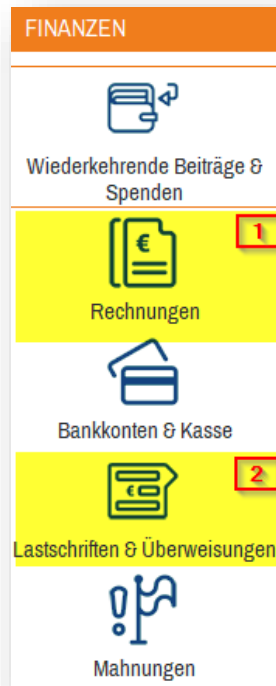 FINANZEN
Wiederkehrende Beiträge &
Spenden
1
€
Rechnungen
Bankkonten & Kasse
2
€
Lastschriften & Überweisungen
Mahnungen